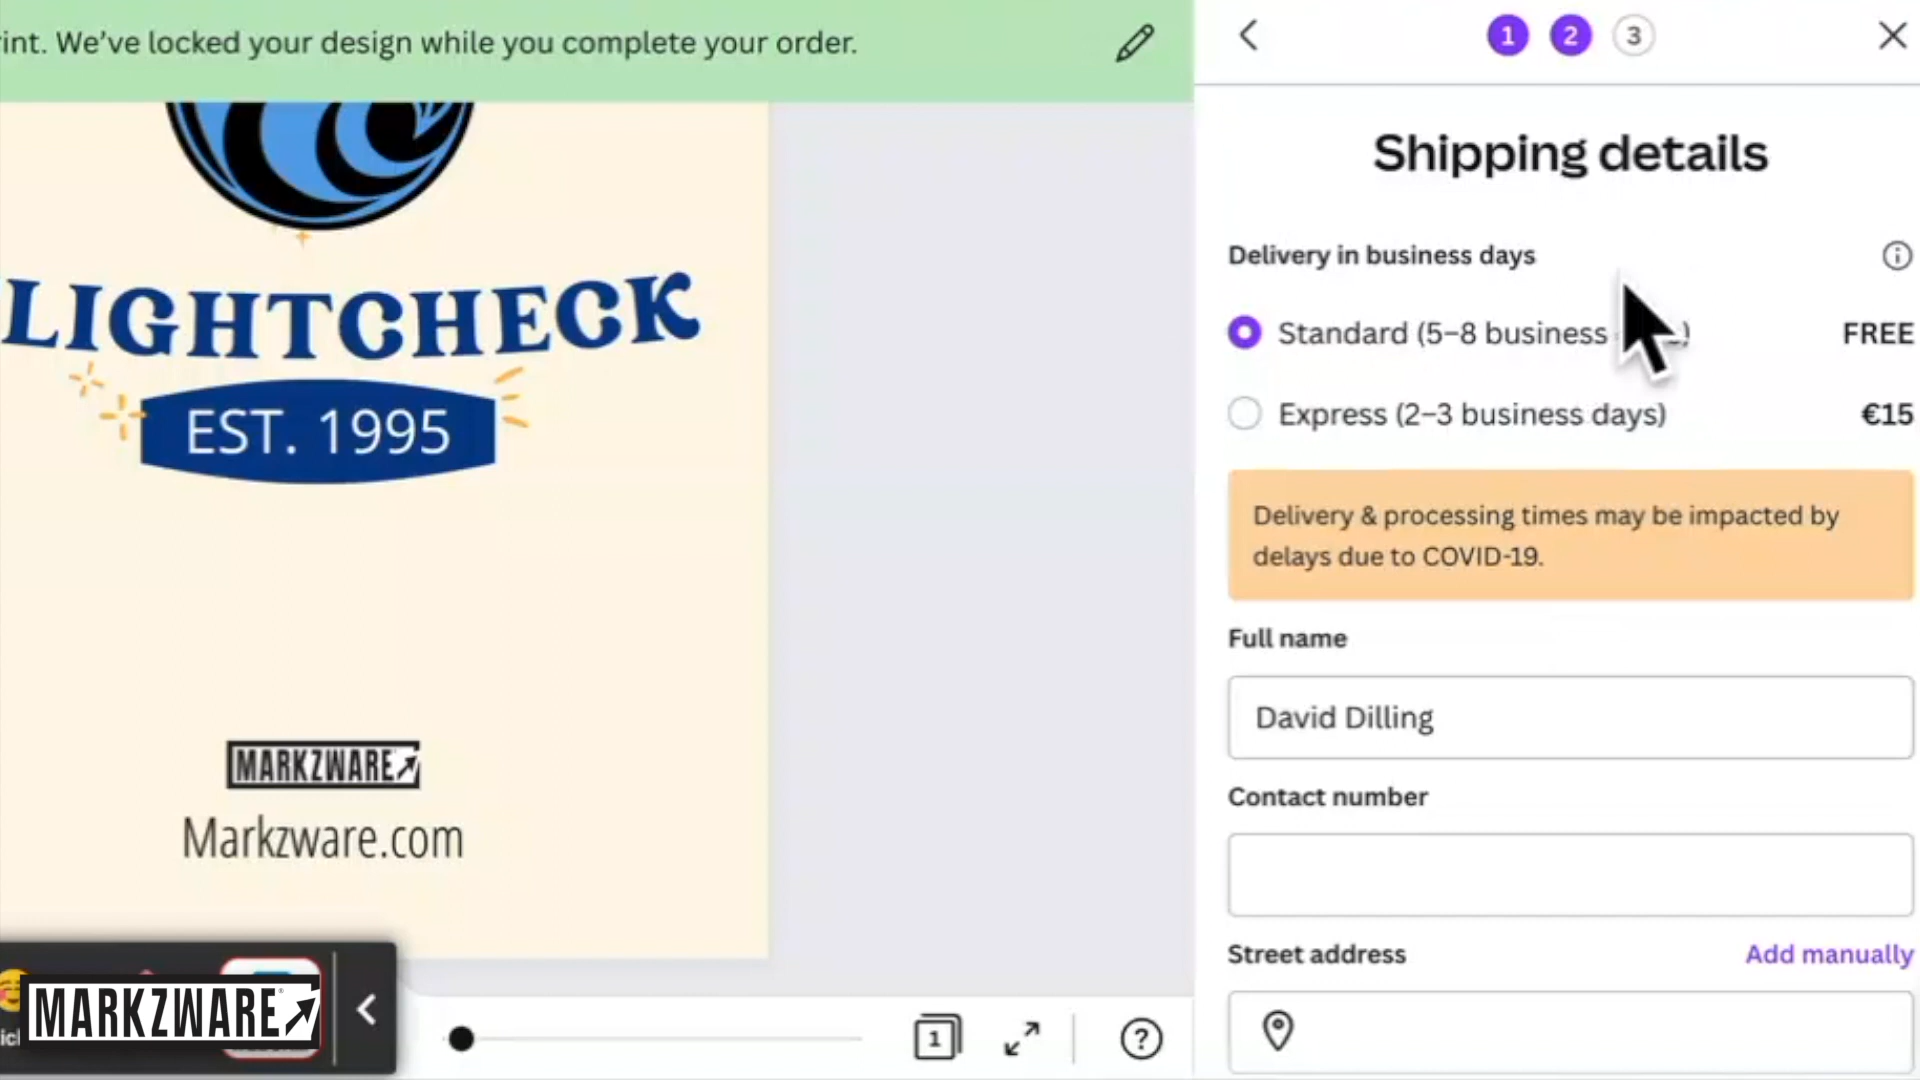 int. We've locked your design while you complete your order.
LIGHTCHECK
EST. 1995
MARKZWARE
Markzware.com
MARKZWARE
1
1
2
3
Shipping details
Delivery in business days
Standard (5–8 business
FREE
Express (2–3 business days)
€15
Delivery & processing times may be impacted by
delays due to COVID-19.
Full name
David Dilling
Contact number
Street address
Add manually